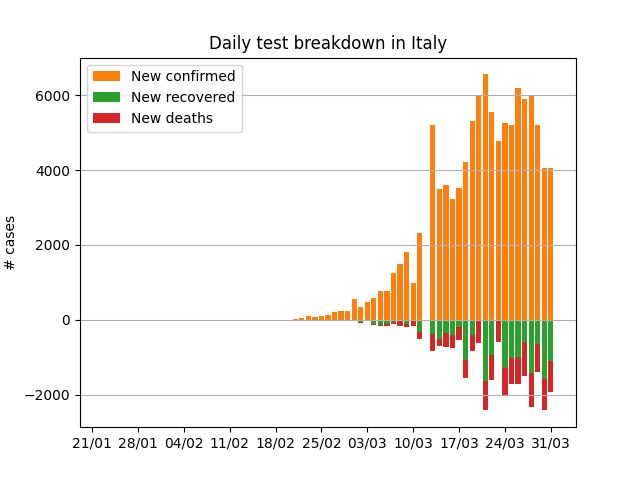 Daily test breakdown in Italy
New confirmed
New recovered
New deaths
# cases
6000
4000
2000
0
−2000
21/01 28/01 04/02 11/02 18/02 25/02 03/03 10/03 17/03 24/03 31/03